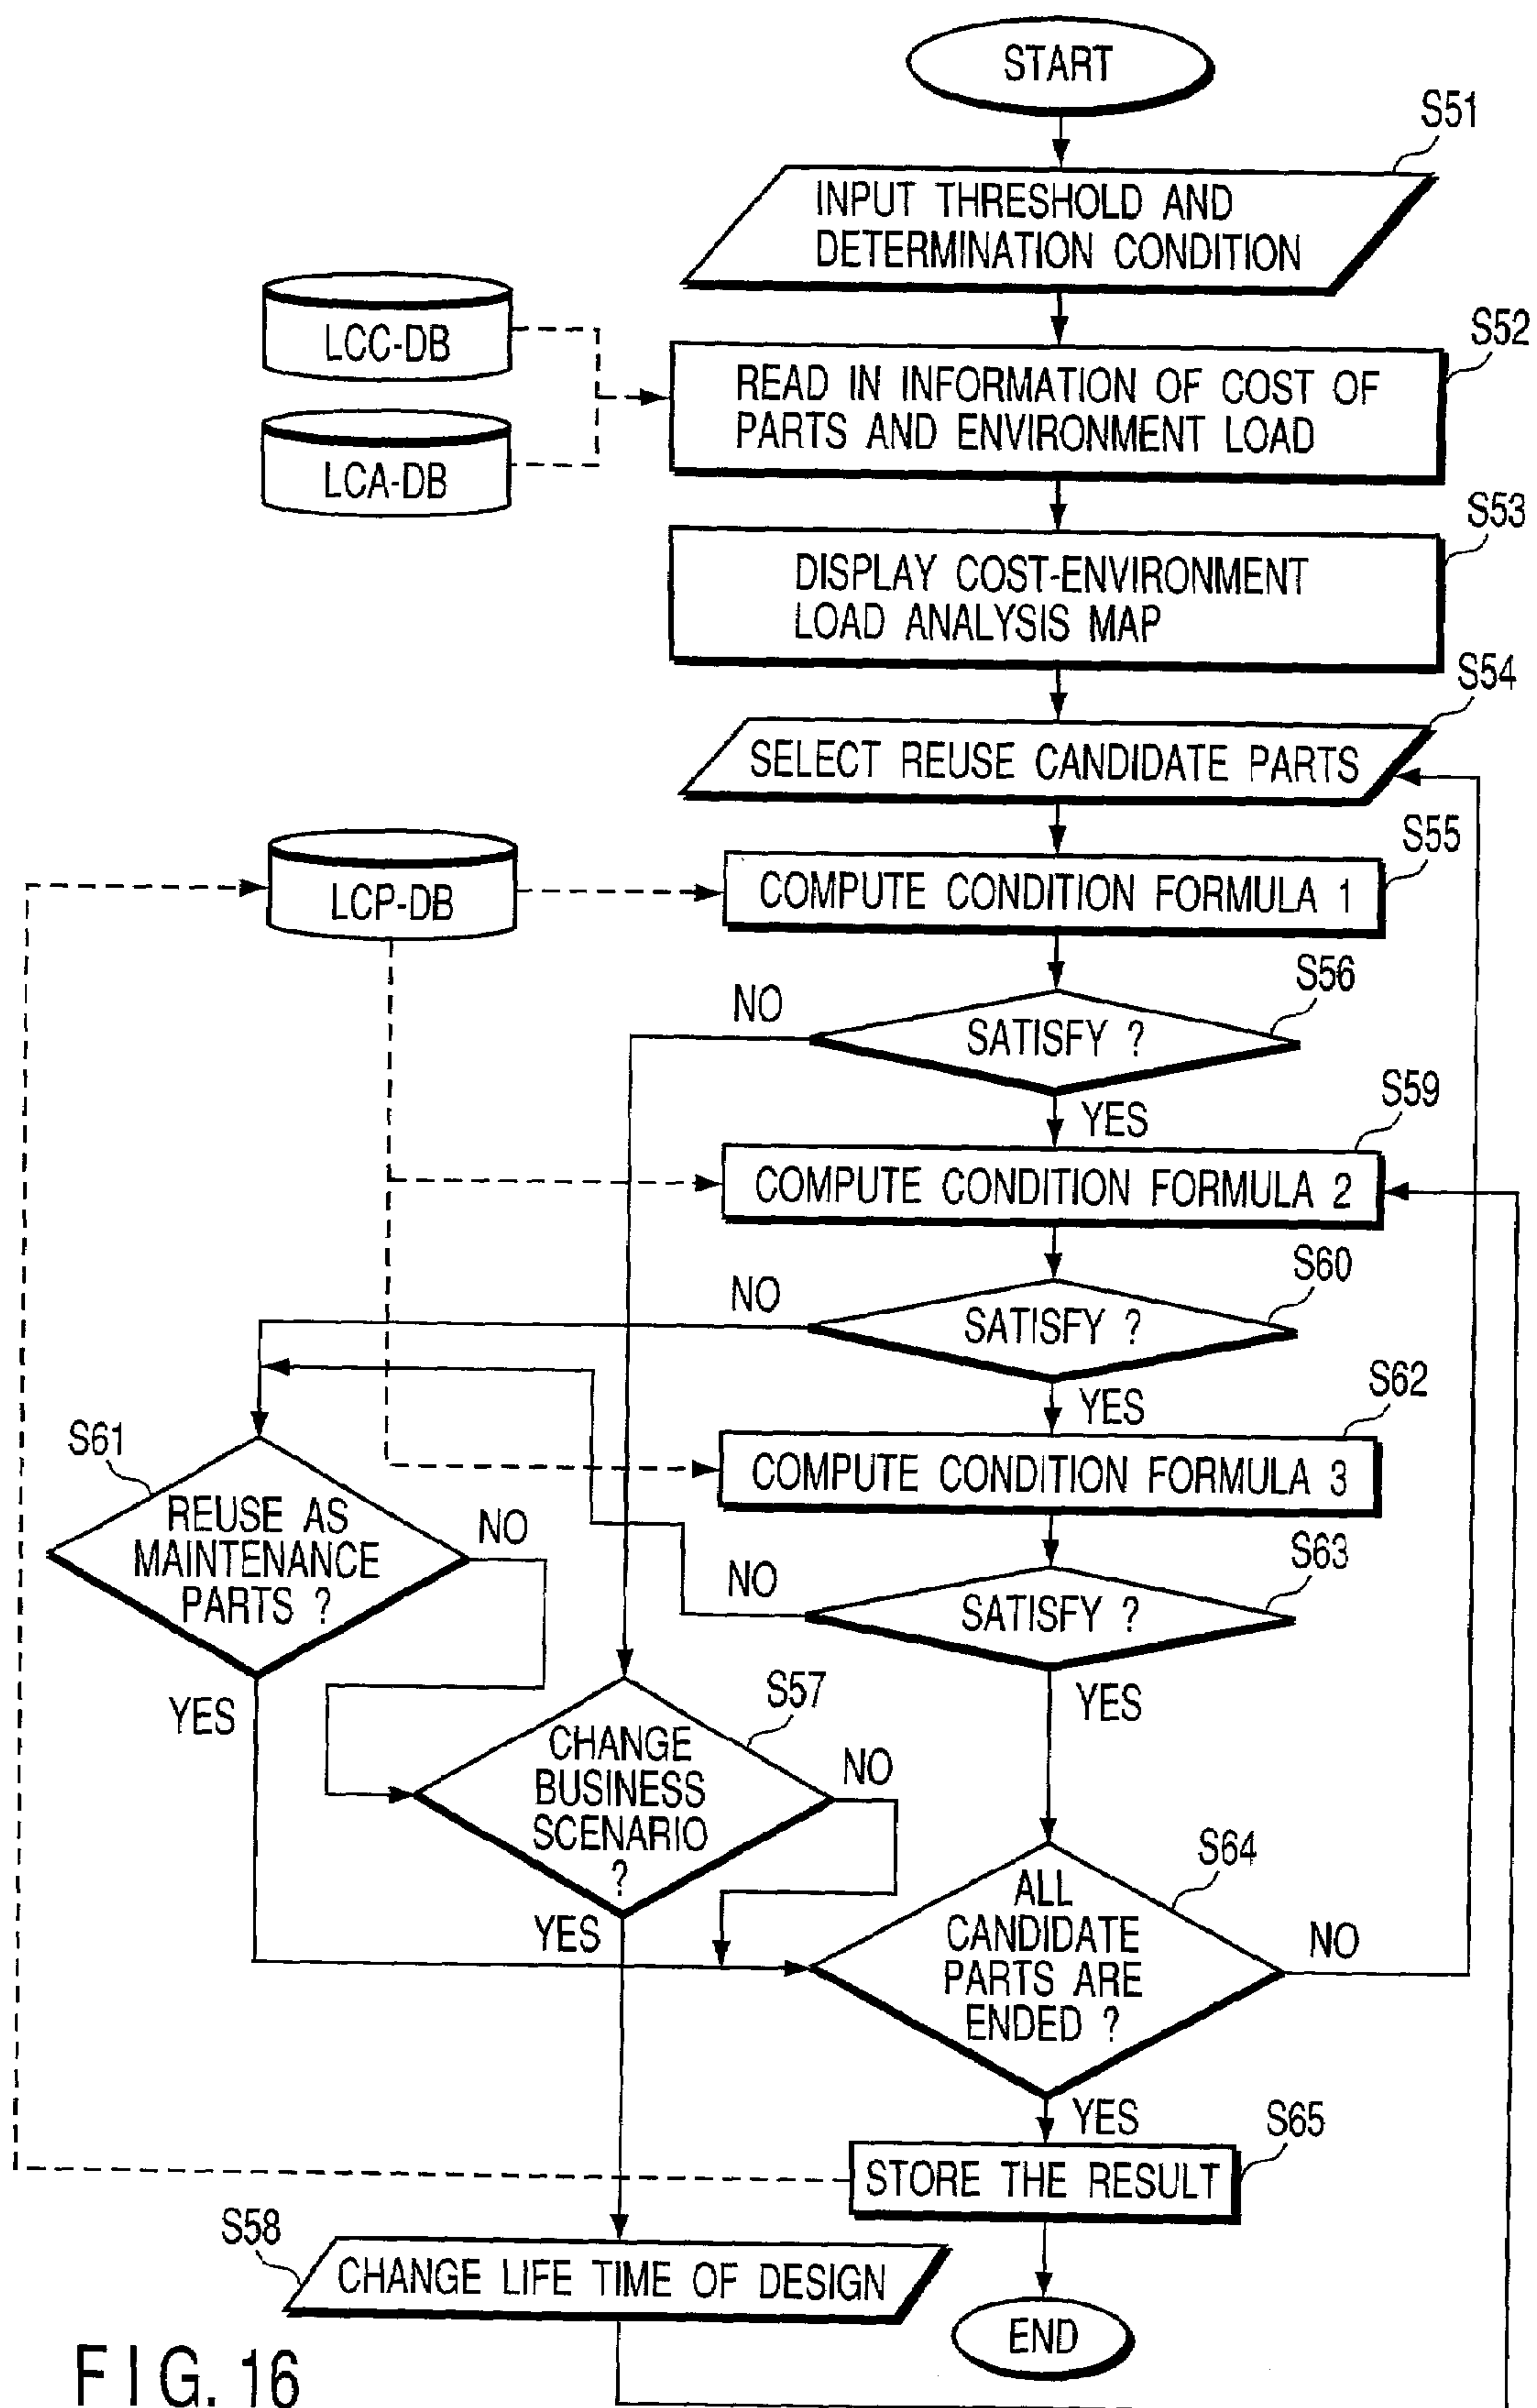 START
S51
INPUT THRESHOLD AND
DETERMINATION CONDITION
LCC-DB
LCA-DB
S52
READ IN INFORMATION OF COST OF
PARTS AND ENVIRONMENT LOAD
S53
DISPLAY COST-ENVIRONMENT
LOAD ANALYSIS MAP
S54
SELECT REUSE CANDIDATE PARTS
LCP-DB
S55
COMPUTE CONDITION FORMULA 1
S56
NO
SATISFY ?
YES
S59
COMPUTE CONDITION FORMULA 2
S60
NO
SATISFY ?
YES
S62
COMPUTE CONDITION FORMULA 3
S61
REUSE AS
MAINTENANCE
PARTS ?
NO
YES
S63
NO
SATISFY ?
YES
S57
CHANGE
BUSINESS
SCENARIO
?
NO
YES
S64
ALL
CANDIDATE
PARTS ARE
ENDED ?
NO
YES
S65
STORE THE RESULT
S58
CHANGE LIFE TIME OF DESIGN
END
FIG. 16